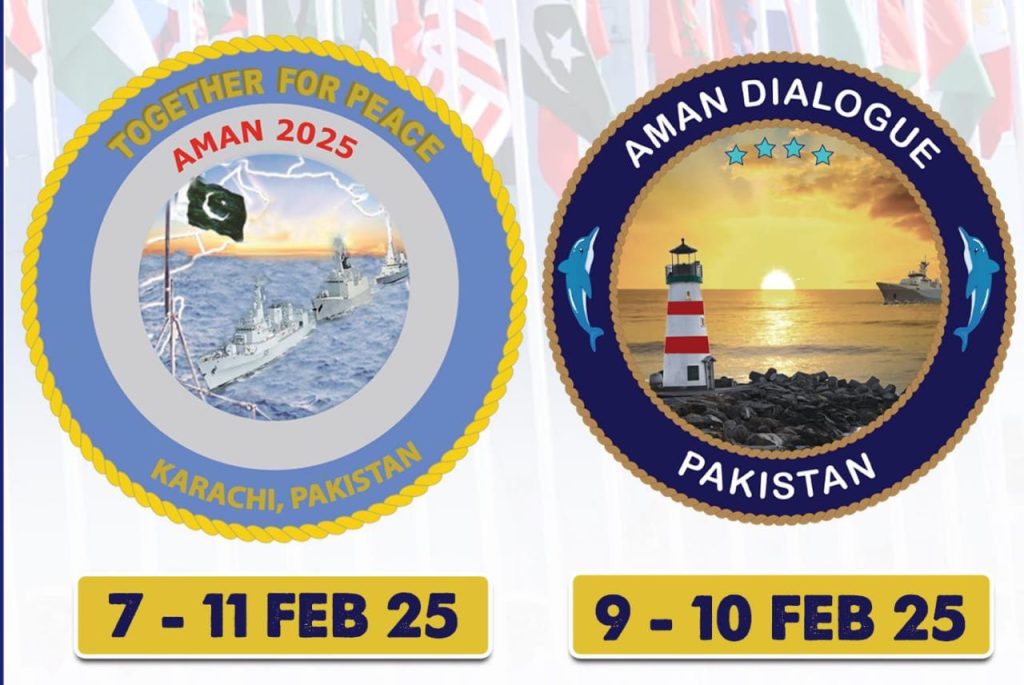 TOGETHER FOR PEACE
AMAN 2025
KARACHI, PAKISTAN
7 - 11 FEB 25
AMAN DIALOGUE
PAKISTAN
9 - 10 FEB 25